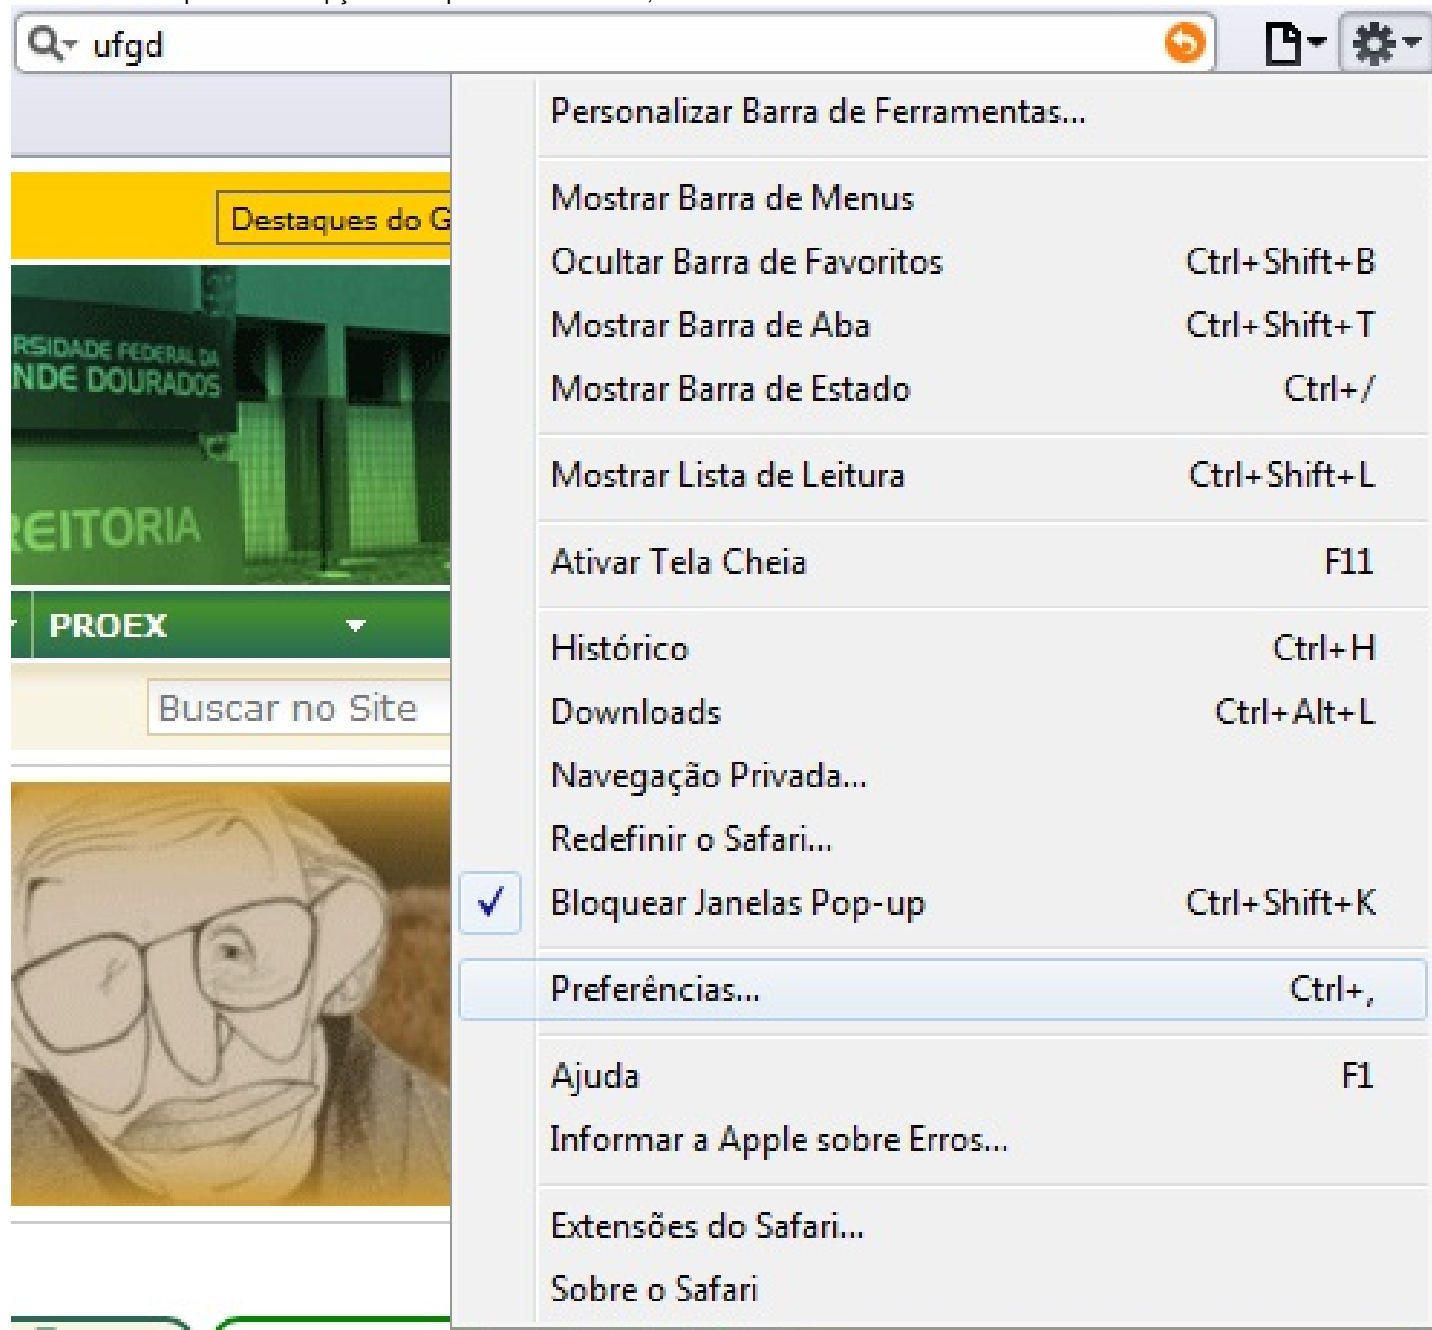 ufgd
Personalizar Barra de Ferramentas...
Mostrar Barra de Menus
Destaques do G
Ocultar Barra de Favoritos Ctrl+Shift+B
Mostrar Barra de Aba Ctrl+Shift+T
RSIDADE FEDERAL DA
NDE DOURADOS
Mostrar Barra de Estado Ctrl+/
Mostrar Lista de Leitura Ctrl+Shift+L
REITORIA
Ativar Tela Cheia F11
PROEX
Histórico Ctrl+H
Buscar no Site
Downloads Ctrl+Alt+L
Navegação Privada...
Redefinir o Safari...
Bloquear Janelas Pop-up Ctrl+Shift+K
Preferências... Ctrl+,
Ajuda F1
Informar a Apple sobre Erros...
Extensões do Safari...
Sobre o Safari